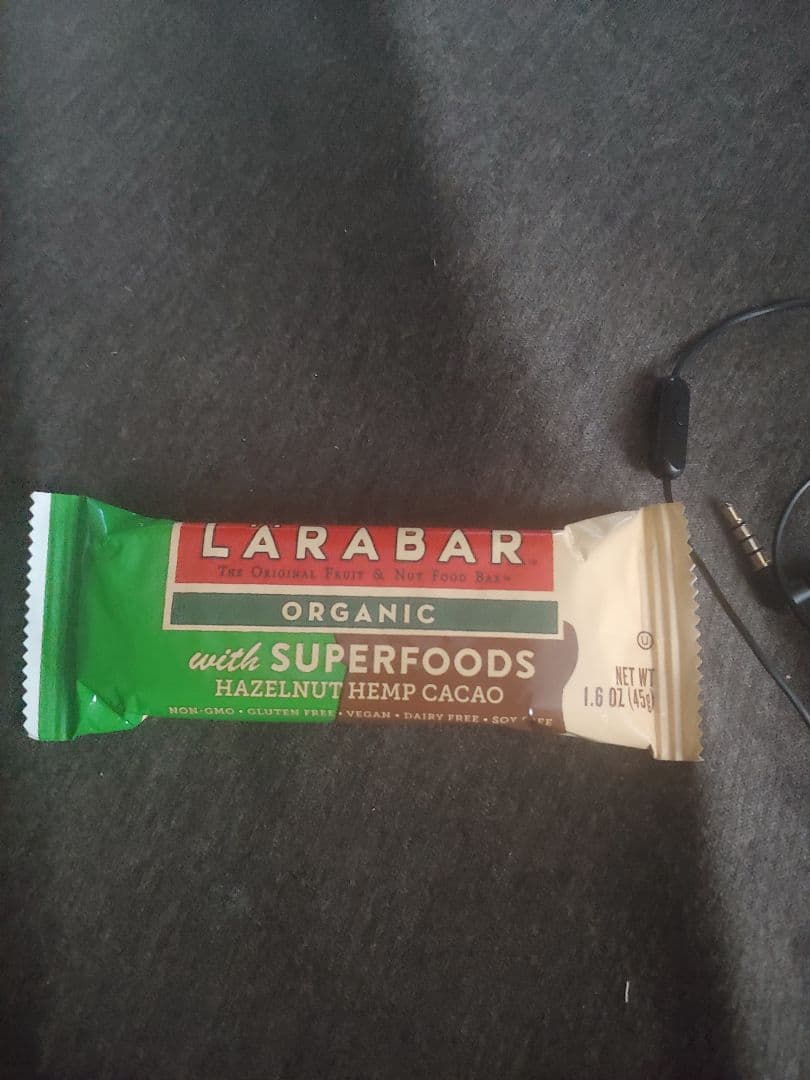 LÄRABAR
THE ORIGINAL FRUIT & NUT FOOD BAR™
ORGANIC
with SUPERFOODS
HAZELNUT HEMP CACAO
NON-GMO • GLUTEN FREE • VEGAN • DAIRY FREE • SOY FREE
U
NET WT
1.6 OZ (45g)